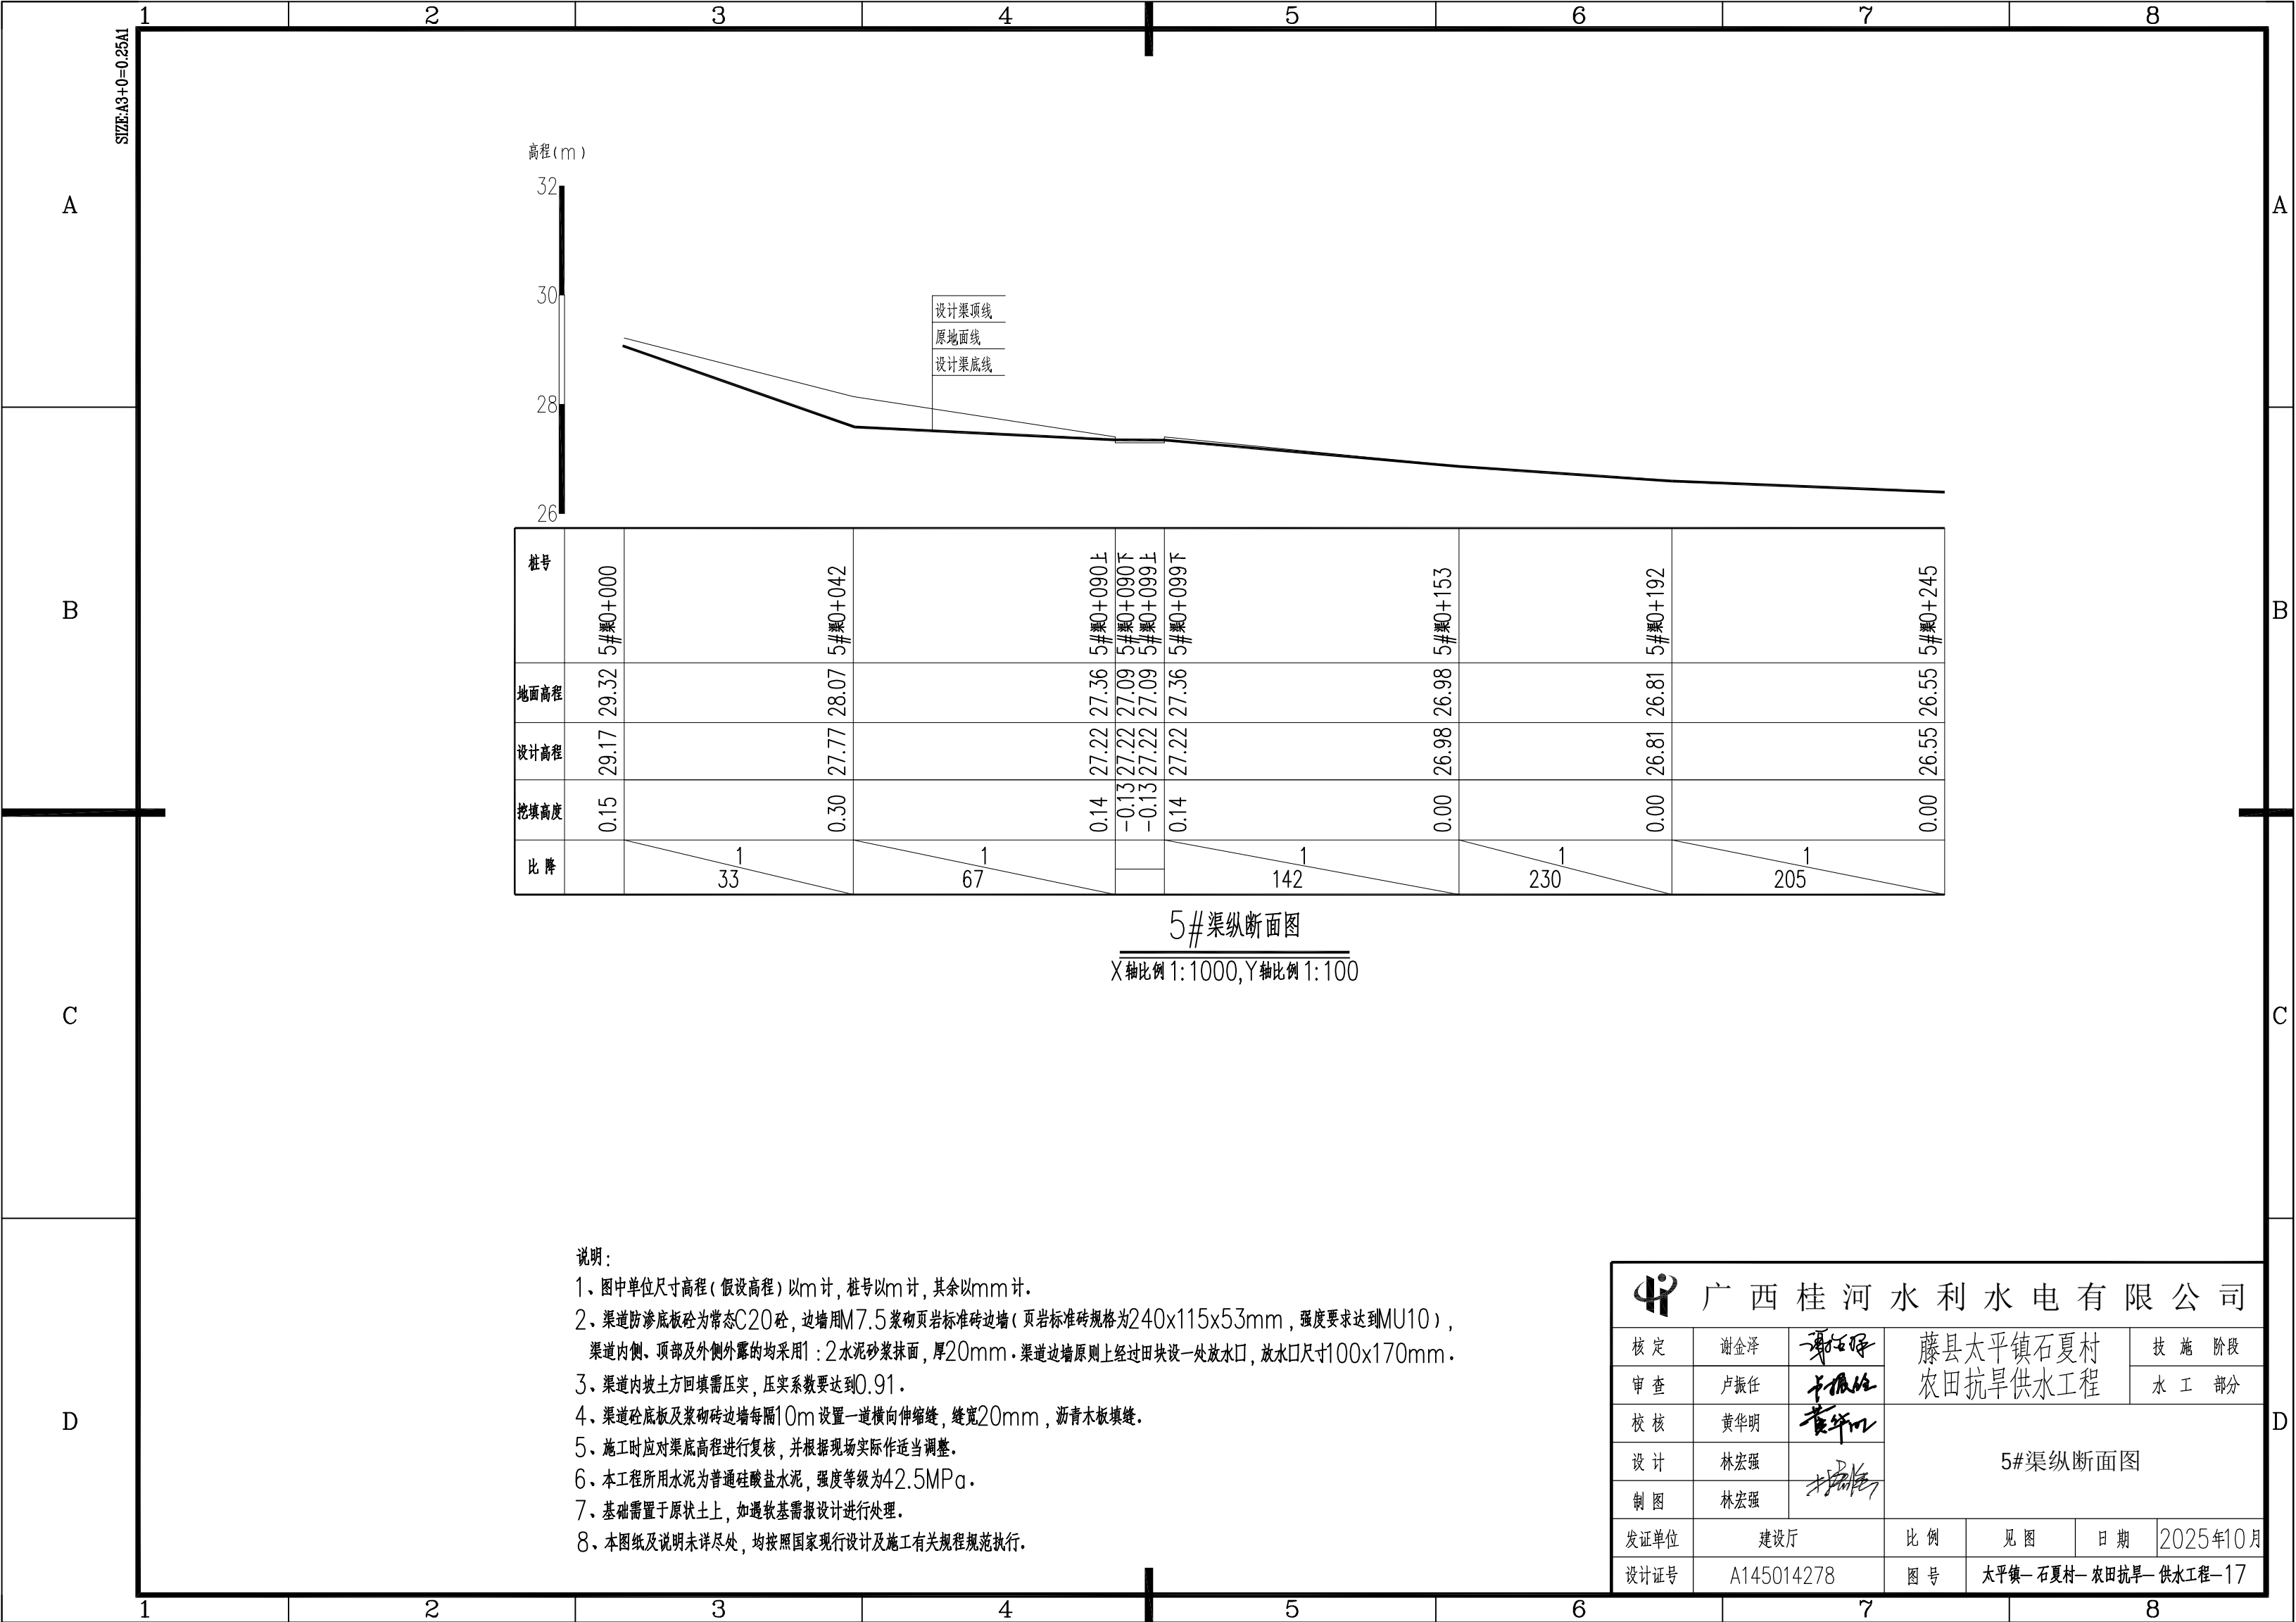 1 2 3 4 5 6 7 8
SIZE:A3+0=0.25A1
A A
B B
C C
D D
高程(m)
32
30
28
26
设计渠顶线
原地面线
设计渠底线
桩号 5#渠0+000 5#渠0+042 5#渠0+090上 5#渠0+090下 5#渠0+099上 5#渠0+099下 5#渠0+153 5#渠0+192 5#渠0+245
地面高程 29.32 28.07 27.36 27.09 27.09 27.36 26.98 26.81 26.55
设计高程 29.17 27.77 27.22 27.22 27.22 27.22 26.98 26.81 26.55
挖填高度 0.15 0.30 0.14 -0.13 -0.13 0.14 0.00 0.00 0.00
比 降 1 33 1 67 1 142 1 230 1 205
5#渠纵断面图
X轴比例1:1000,Y轴比例1:100
说明:
1、图中单位尺寸高程(假设高程)以m计,桩号以m计,其余以mm计.
2、渠道防渗底板砼为常态C20砼,边墙用M7.5浆砌页岩标准砖边墙(页岩标准砖规格为240x115x53mm,强度要求达到MU10),
渠道内侧、顶部及外侧外露的均采用1:2水泥砂浆抹面,厚20mm.渠道边墙原则上经过田块设一处放水口,放水口尺寸100x170mm.
3、渠道内坡土方回填需压实,压实系数要达到0.91.
4、渠道砼底板及浆砌砖边墙每隔10m设置一道横向伸缩缝,缝宽20mm,沥青木板填缝.
5、施工时应对渠底高程进行复核,并根据现场实际作适当调整.
6、本工程所用水泥为普通硅酸盐水泥,强度等级为42.5MPa.
7、基础需置于原状土上,如遇软基需报设计进行处理.
8、本图纸及说明未详尽处,均按照国家现行设计及施工有关规程规范执行.
广西桂河水利水电有限公司
核 定 谢金泽 藤县太平镇石夏村 技 施 阶段
审 查 卢振任 卢振任 农田抗旱供水工程 水 工 部分
校 核 黄华明 黄华明
设 计 林宏强 5#渠纵断面图
制 图 林宏强
发证单位 建设厅 比 例 见 图 日 期 2025年10月
设计证号 A145014278 图 号 太平镇-石夏村-农田抗旱-供水工程-17
1 2 3 4 5 6 7 8